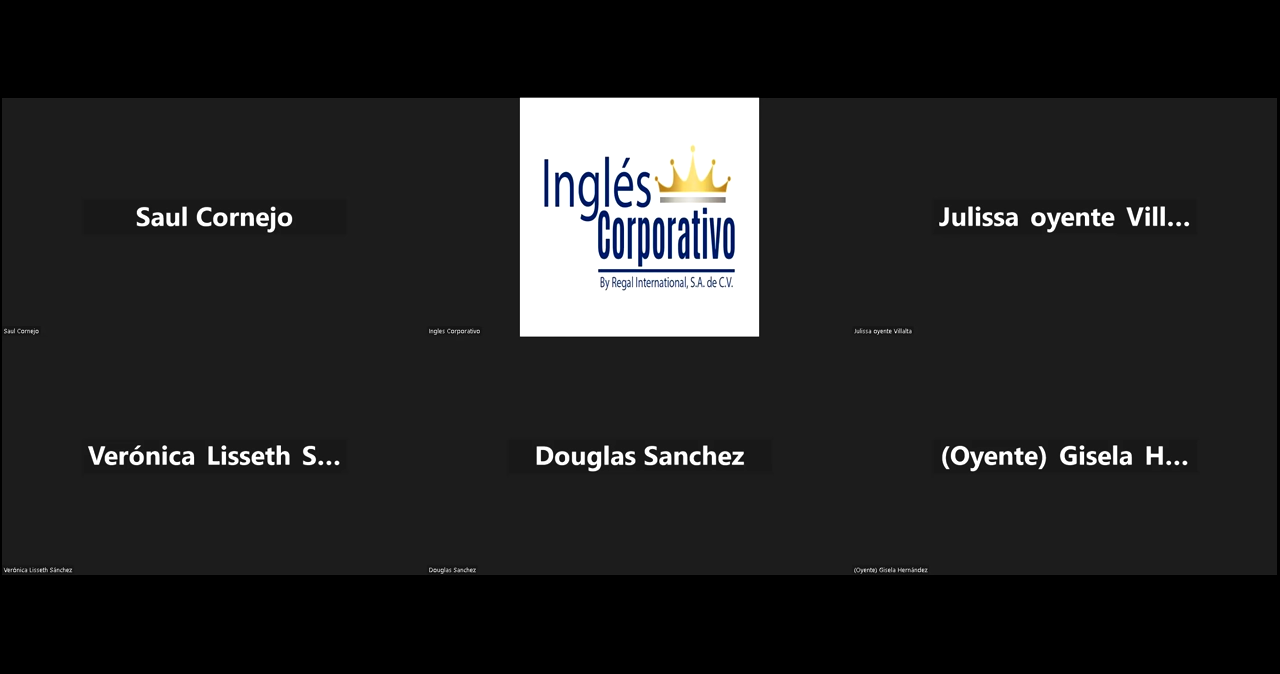 Saul Cornejo
Saul Cornejo
Inglés
Corporativo
By Regal International, S.A. de C.V.
Ingles Corporativo
Julissa oyente Vill...
Julissa oyente Villalta
Verónica Lisseth S...
Verónica Lisseth Sánchez
Douglas Sanchez
Douglas Sanchez
(Oyente) Gisela H...
(Oyente) Gisela Hernández